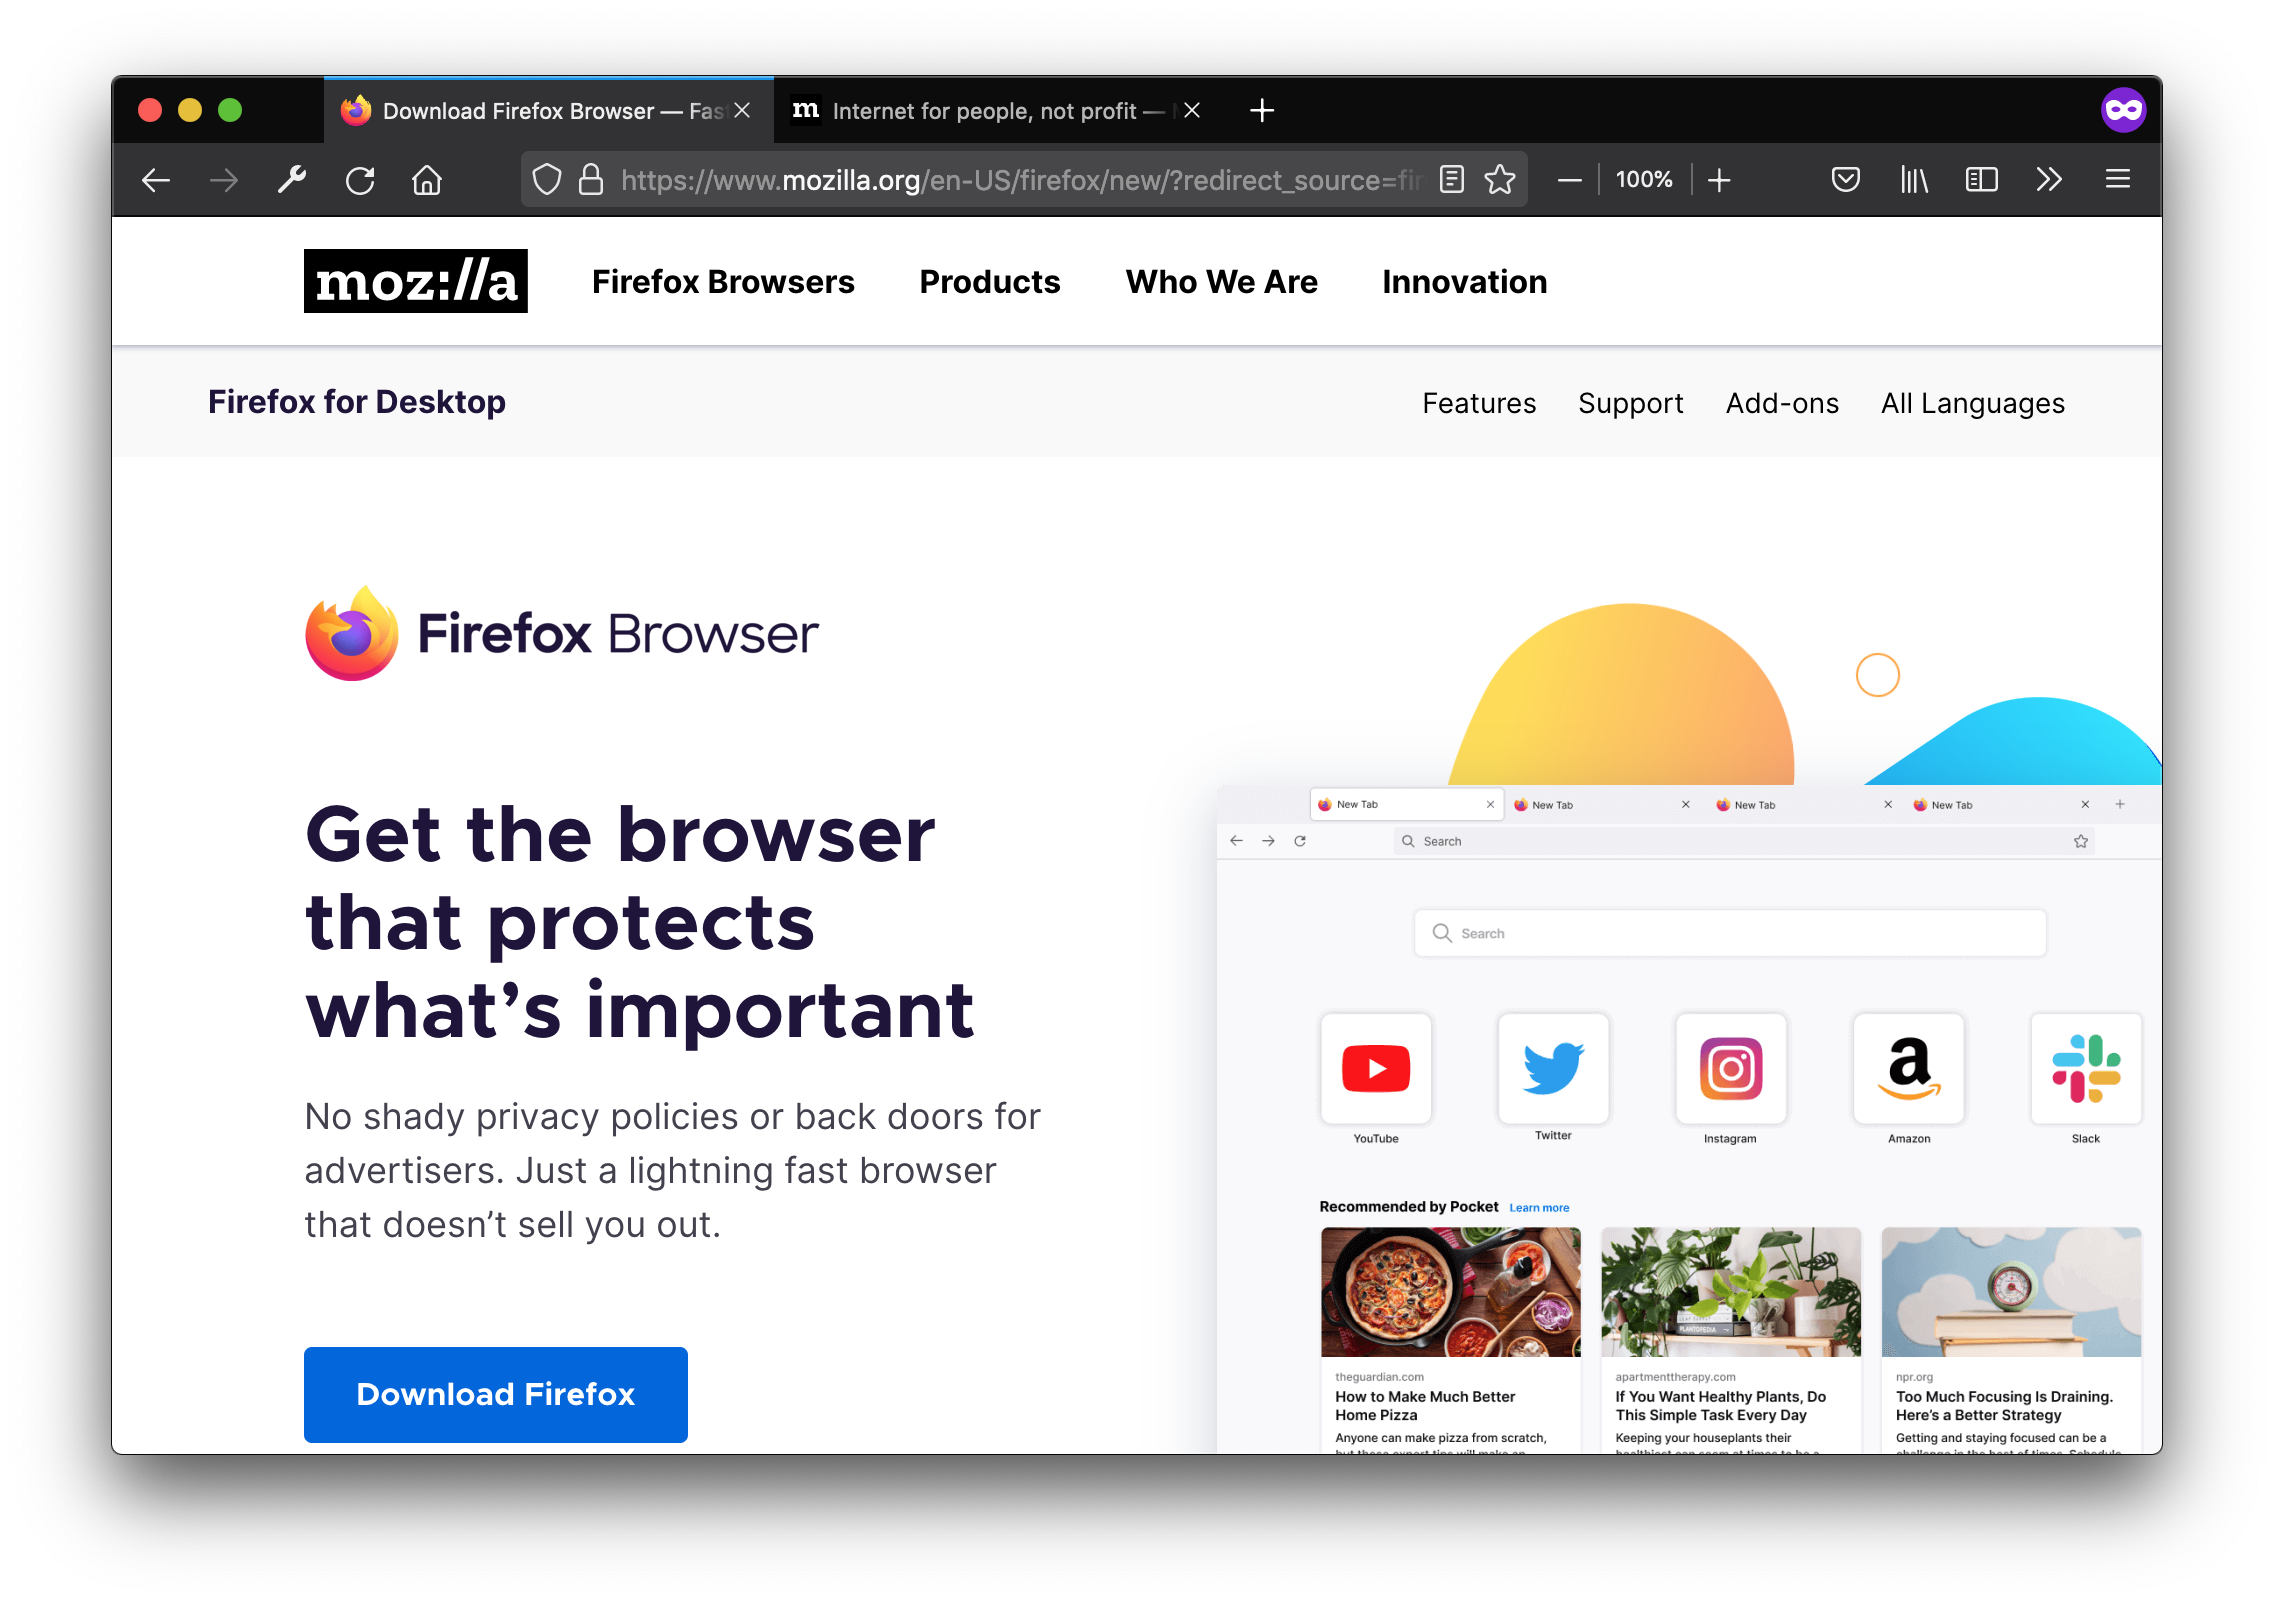 Download Firefox Browser — Fas
Internet for people, not profit —
https://www.mozilla.org/en-US/firefox/new/?redirect_source=fir
100%
moz://a
Firefox Browsers
Products
Who We Are
Innovation
Firefox for Desktop
Features
Support
Add-ons
All Languages
Firefox Browser
Get the browser
that protects
what’s important
No shady privacy policies or back doors for
advertisers. Just a lightning fast browser
that doesn’t sell you out.
Download Firefox
New Tab
New Tab
New Tab
New Tab
Search
Search
YouTube
Twitter
Instagram
Amazon
Slack
Recommended by Pocket Learn more
PLANTOPEDIA
theguardian.com
How to Make Much Better
Home Pizza
Anyone can make pizza from scratch,
apartmenttherapy.com
If You Want Healthy Plants, Do
This Simple Task Every Day
Keeping your houseplants their
npr.org
Too Much Focusing Is Draining.
Here’s a Better Strategy
Getting and staying focused can be a